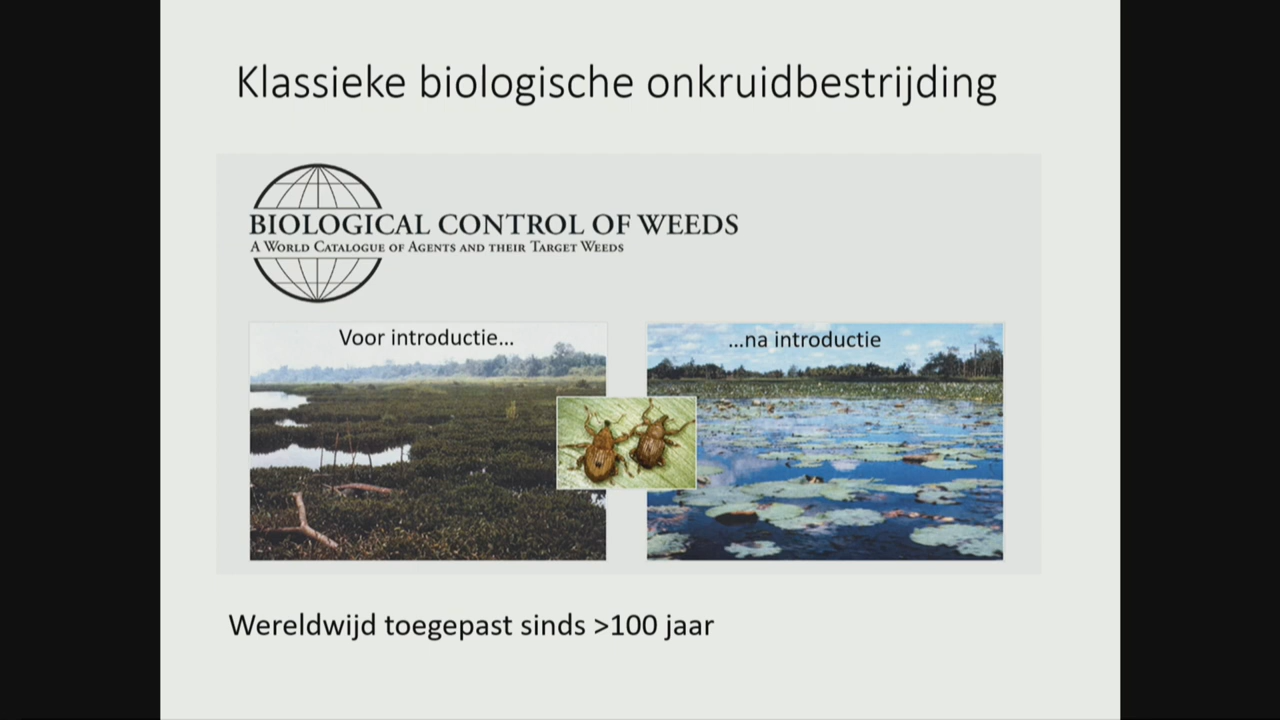 Klassieke biologische onkruidbestrijding
BIOLOGICAL CONTROL OF WEEDS
A WORLD CATALOGUE OF AGENTS AND THEIR TARGET WEEDS
Voor introductie...
...na introductie
Wereldwijd toegepast sinds >100 jaar